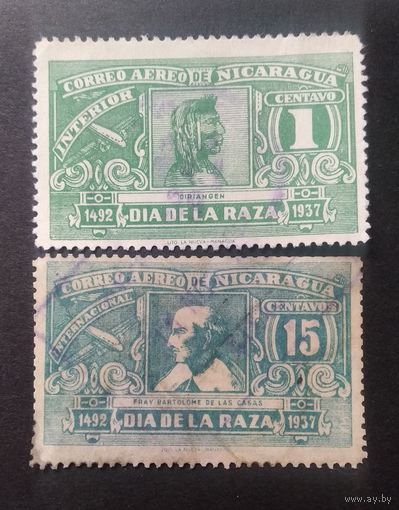 CORREO AEREO DE NICARAGUA
INTERIOR
CENTAVO
1
DIRIANGEN
1492 DIA DE LA RAZA 1937
LITO. LA NUEVA - MANAGUA
CORREO AEREO DE NICARAGUA
INTERNACIONAL
CENTAVOS
15
FRAY BARTOLOME DE LAS CASAS
1492 DIA DE LA RAZA 1937
www.ay.by